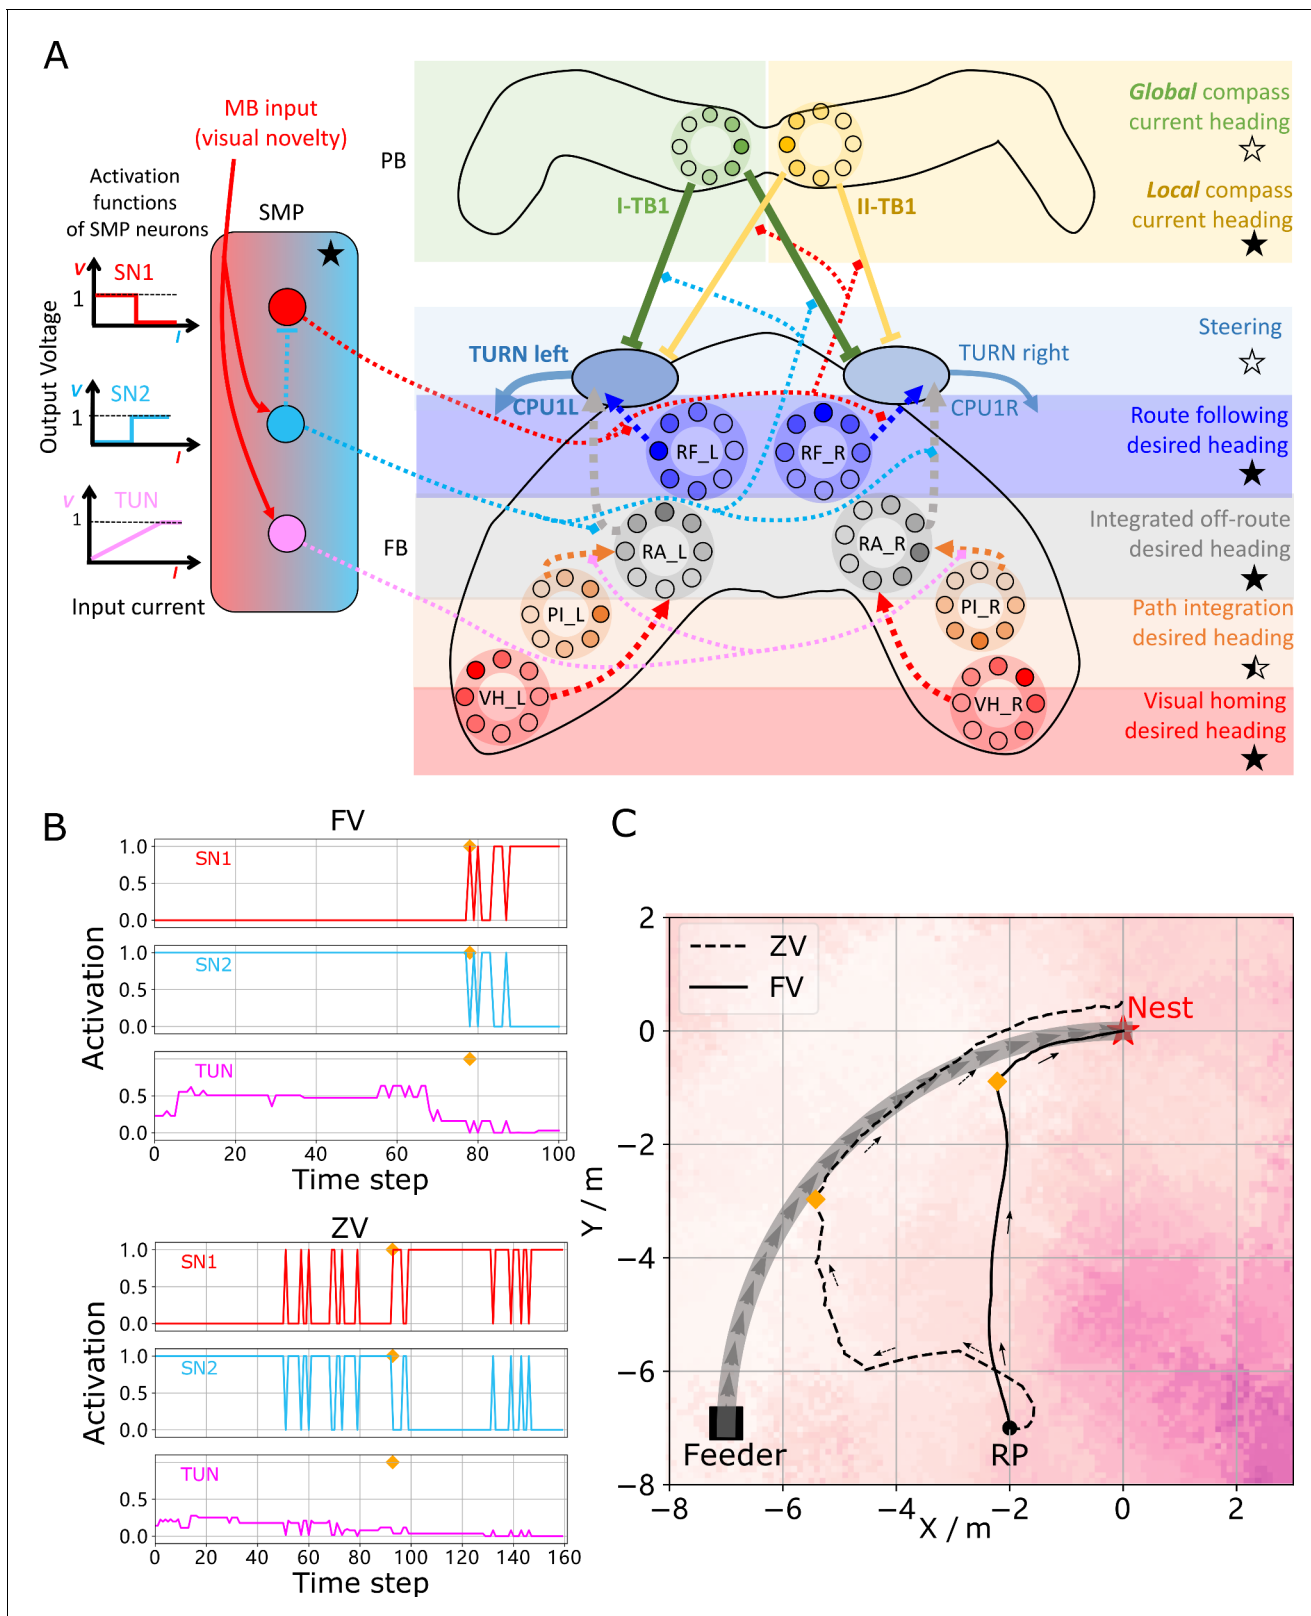 A
MB input
(visual novelty)
Activation
functions
of SMP neurons
SMP
v
SN1
1
I
v
SN2
1
I
v
TUN
1
I
Output Voltage
Input current
PB
FB
Global compass
current heading
Local compass
current heading
I-TB1
II-TB1
Steering
TURN left
TURN right
CPU1L
CPU1R
Route following
desired heading
RF_L
RF_R
Integrated off-route
desired heading
RA_L
RA_R
Path integration
desired heading
PI_L
PI_R
Visual homing
desired heading
VH_L
VH_R
B
FV
1.0
SN1
0.5
0.0
1.0
SN2
0.5
0.0
1.0
TUN
0.5
0.0
0 20 40 60 80 100
Activation
Time step
ZV
1.0
SN1
0.5
0.0
1.0
SN2
0.5
0.0
1.0
TUN
0.5
0.0
0 20 40 60 80 100 120 140 160
Activation
Time step
C
ZV
FV
Nest
Feeder
RP
2
0
−2
−4
−6
−8
−8 −6 −4 −2 0 2
X / m
Y / m